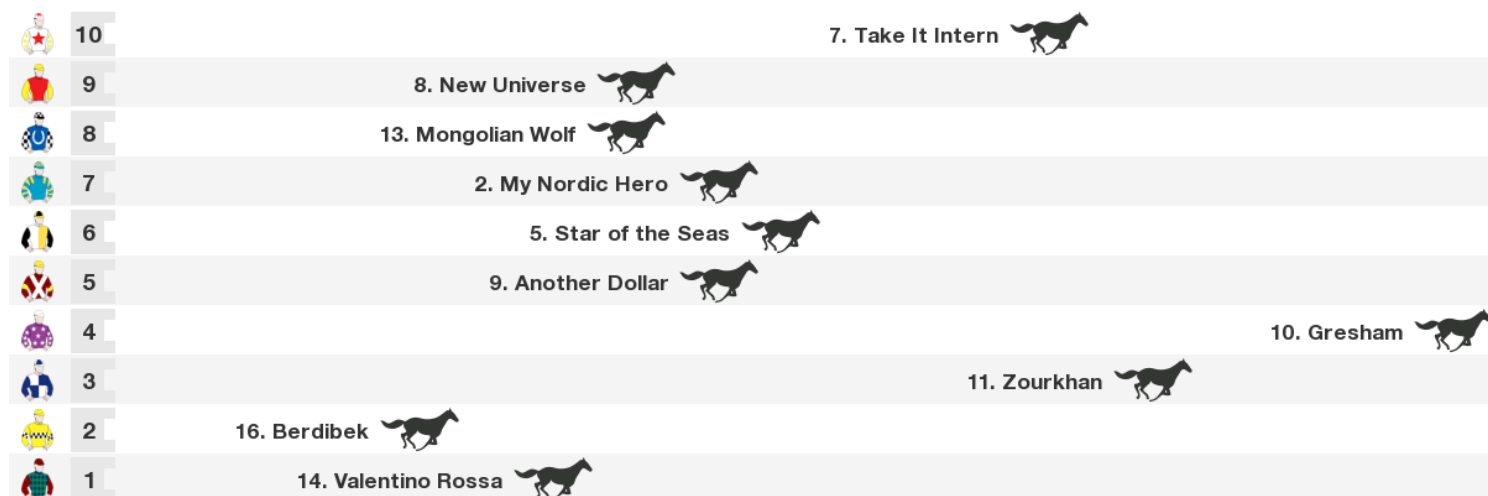 10 7. Take It Intern
9 8. New Universe
8 13. Mongolian Wolf
7 2. My Nordic Hero
6 5. Star of the Seas
5 9. Another Dollar
4 10. Gresham
3 11. Zourkhan
2 16. Berdibek
1 14. Valentino Rossa